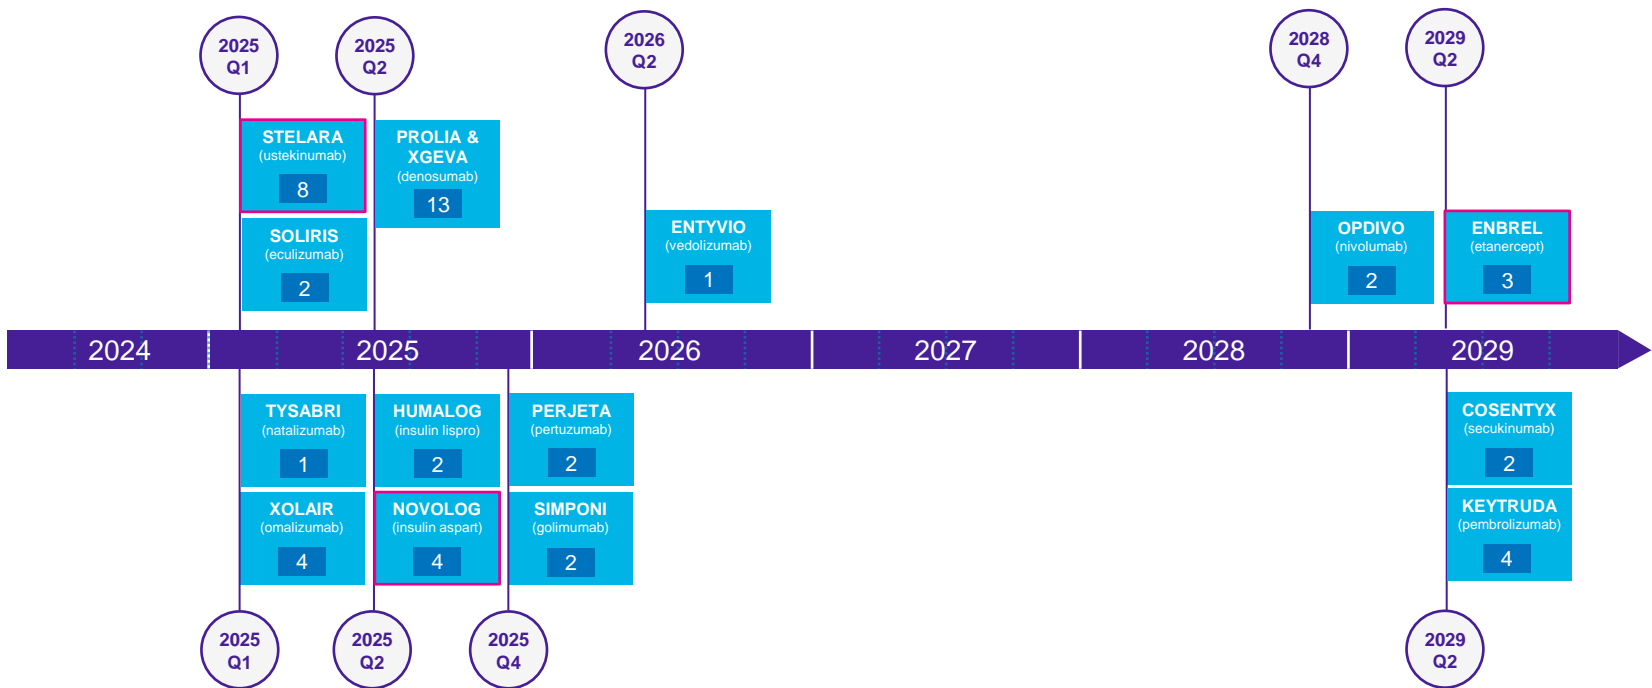 2025
Q1
2025
Q2
2026
Q2
2028
Q4
2029
Q2
STELARA
(ustekinumab)
8
PROLIA &
XGEVA
(denosumab)
13
SOLIRIS
(eculizumab)
2
ENTYVIO
(vedolizumab)
1
OPDIVO
(nivolumab)
2
ENBREL
(etanercept)
3
2024
2025
2026
2027
2028
2029
TYSABRI
(natalizumab)
1
HUMALOG
(insulin lispro)
2
PERJETA
(pertuzumab)
2
COSENTYX
(secukinumab)
2
XOLAIR
(omalizumab)
4
NOVOLOG
(insulin aspart)
4
SIMPONI
(golimumab)
2
KEYTRUDA
(pembrolizumab)
4
2025
Q1
2025
Q2
2025
Q4
2029
Q2